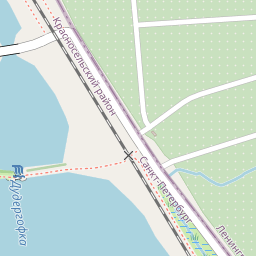 Красносельский район
Санкт-Петербург
Дудергофка
Ленинг